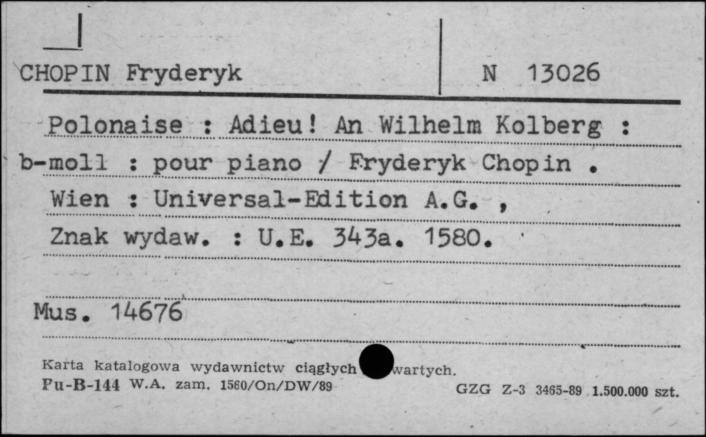 CHOPIN Fryderyk N 13026
Polonaise : Adieu! An Wilhelm Kolberg :
b-moll : pour piano / Fryderyk Chopin .
Wien : Universal-Edition A.G. ,
Znak wydaw. : U.E. 343a. 1580.
Mus. 14676
Karta katalogowa wydawnictw ciągłych wartych.
Pu-B-144 W.A. zam. 1560/On/DW/89 GZG Z-3 3465-89 1.500.000 szt.